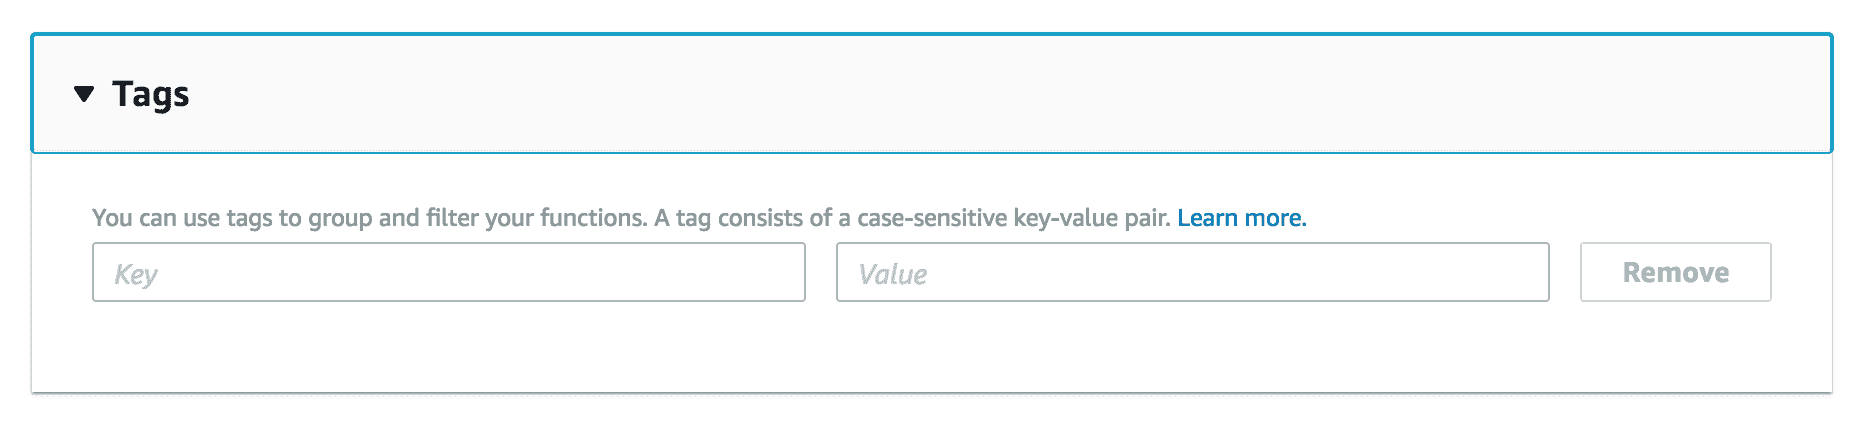 Tags
You can use tags to group and filter your functions. A tag consists of a case-sensitive key-value pair. Learn more.
Key Value Remove